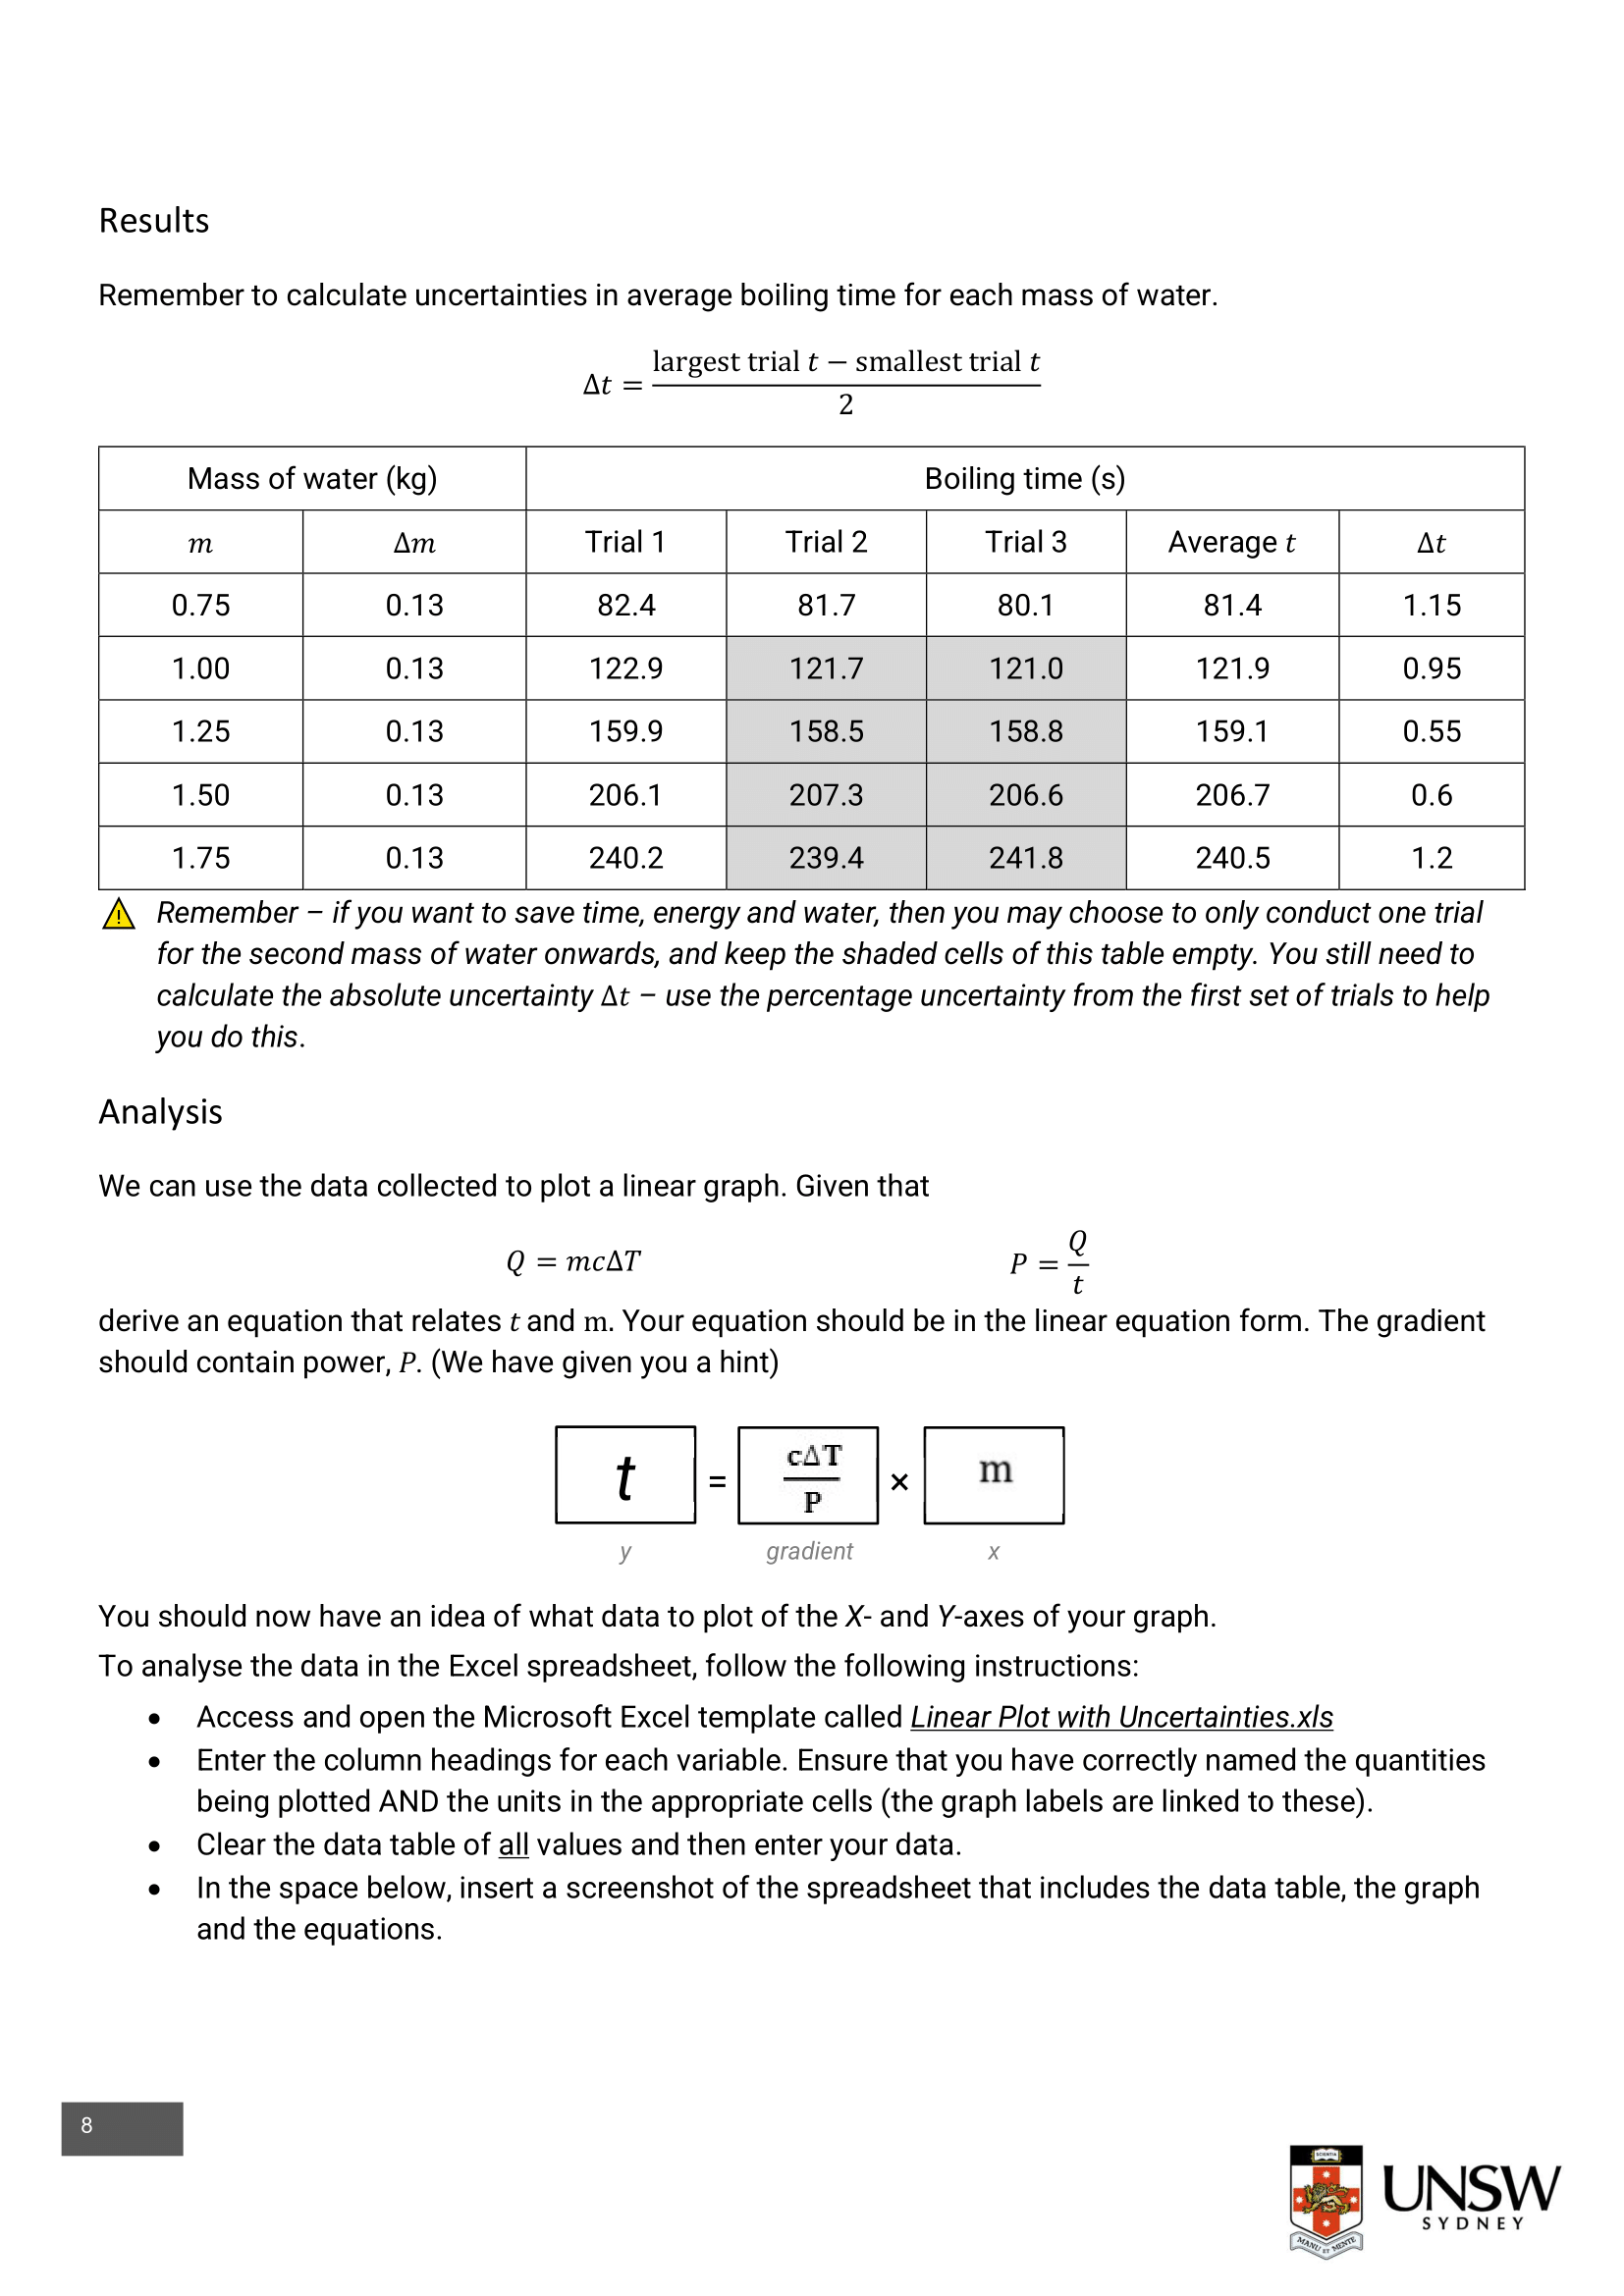 Results
Remember to calculate uncertainties in average boiling time for each mass of water.
Δt = (largest trial t − smallest trial t) / 2
Mass of water (kg) Boiling time (s)
m Δm Trial 1 Trial 2 Trial 3 Average t Δt
0.75 0.13 82.4 81.7 80.1 81.4 1.15
1.00 0.13 122.9 121.7 121.0 121.9 0.95
1.25 0.13 159.9 158.5 158.8 159.1 0.55
1.50 0.13 206.1 207.3 206.6 206.7 0.6
1.75 0.13 240.2 239.4 241.8 240.5 1.2
Remember – if you want to save time, energy and water, then you may choose to only conduct one trial
for the second mass of water onwards, and keep the shaded cells of this table empty. You still need to
calculate the absolute uncertainty Δt – use the percentage uncertainty from the first set of trials to help
you do this.
Analysis
We can use the data collected to plot a linear graph. Given that
Q = mcΔT P = Q/t
derive an equation that relates t and m. Your equation should be in the linear equation form. The gradient
should contain power, P. (We have given you a hint)
t = cΔT/P × m
y gradient x
You should now have an idea of what data to plot of the X- and Y-axes of your graph.
To analyse the data in the Excel spreadsheet, follow the following instructions:
• Access and open the Microsoft Excel template called Linear Plot with Uncertainties.xls
• Enter the column headings for each variable. Ensure that you have correctly named the quantities
being plotted AND the units in the appropriate cells (the graph labels are linked to these).
• Clear the data table of all values and then enter your data.
• In the space below, insert a screenshot of the spreadsheet that includes the data table, the graph
and the equations.
8
SCIENTIA
MANU ET MENTE
UNSW
SYDNEY